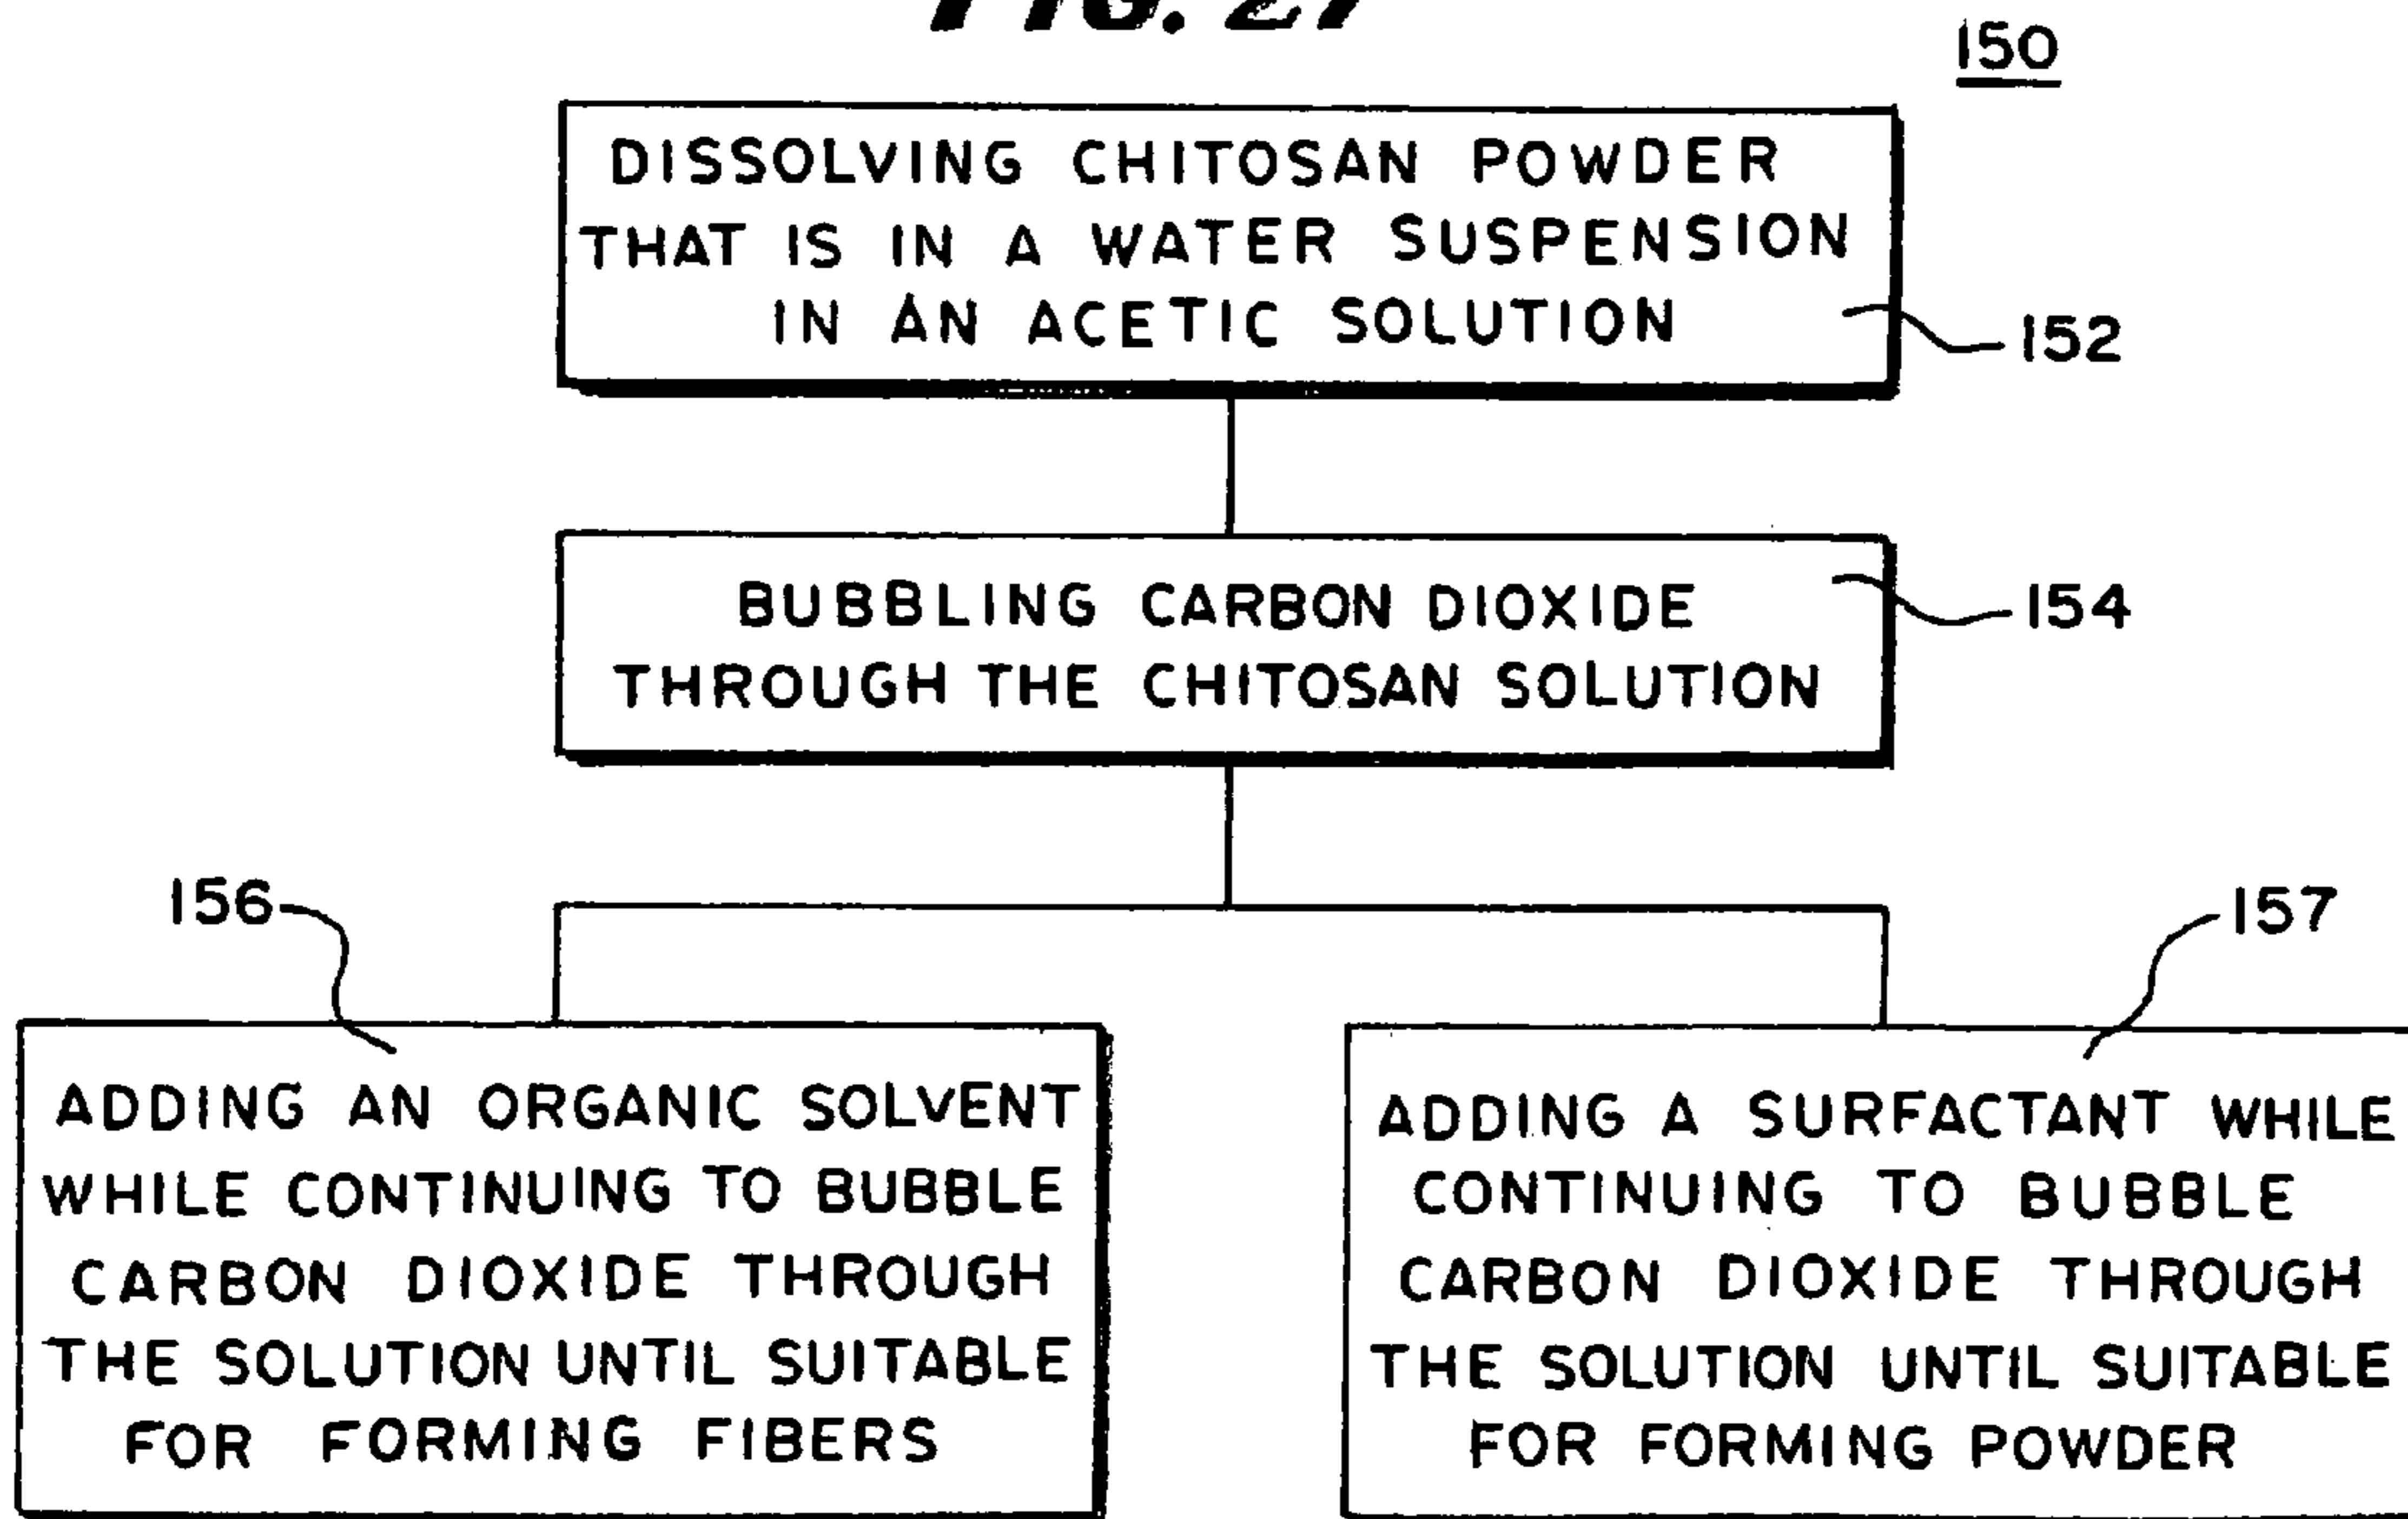 FIG. 27
150
DISSOLVING CHITOSAN POWDER
THAT IS IN A WATER SUSPENSION
IN AN ACETIC SOLUTION
152
BUBBLING CARBON DIOXIDE
THROUGH THE CHITOSAN SOLUTION
154
156
157
ADDING AN ORGANIC SOLVENT
WHILE CONTINUING TO BUBBLE
CARBON DIOXIDE THROUGH
THE SOLUTION UNTIL SUITABLE
FOR FORMING FIBERS
ADDING A SURFACTANT WHILE
CONTINUING TO BUBBLE
CARBON DIOXIDE THROUGH
THE SOLUTION UNTIL SUITABLE
FOR FORMING POWDER